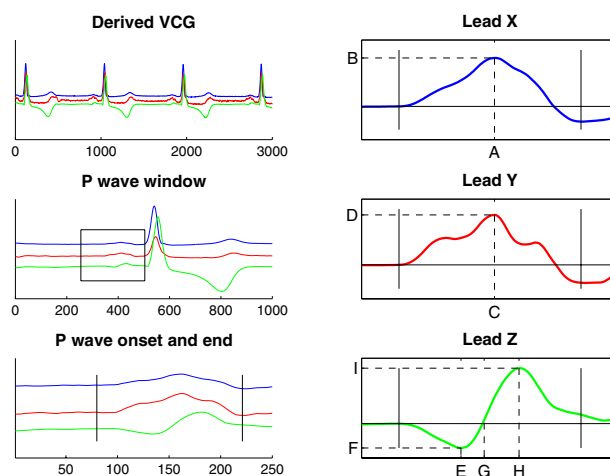 Derived VCG
0 1000 2000 3000
P wave window
0 200 400 600 800 1000
P wave onset and end
50 100 150 200 250
Lead X
B
A
Lead Y
D
C
Lead Z
I
F
E G H